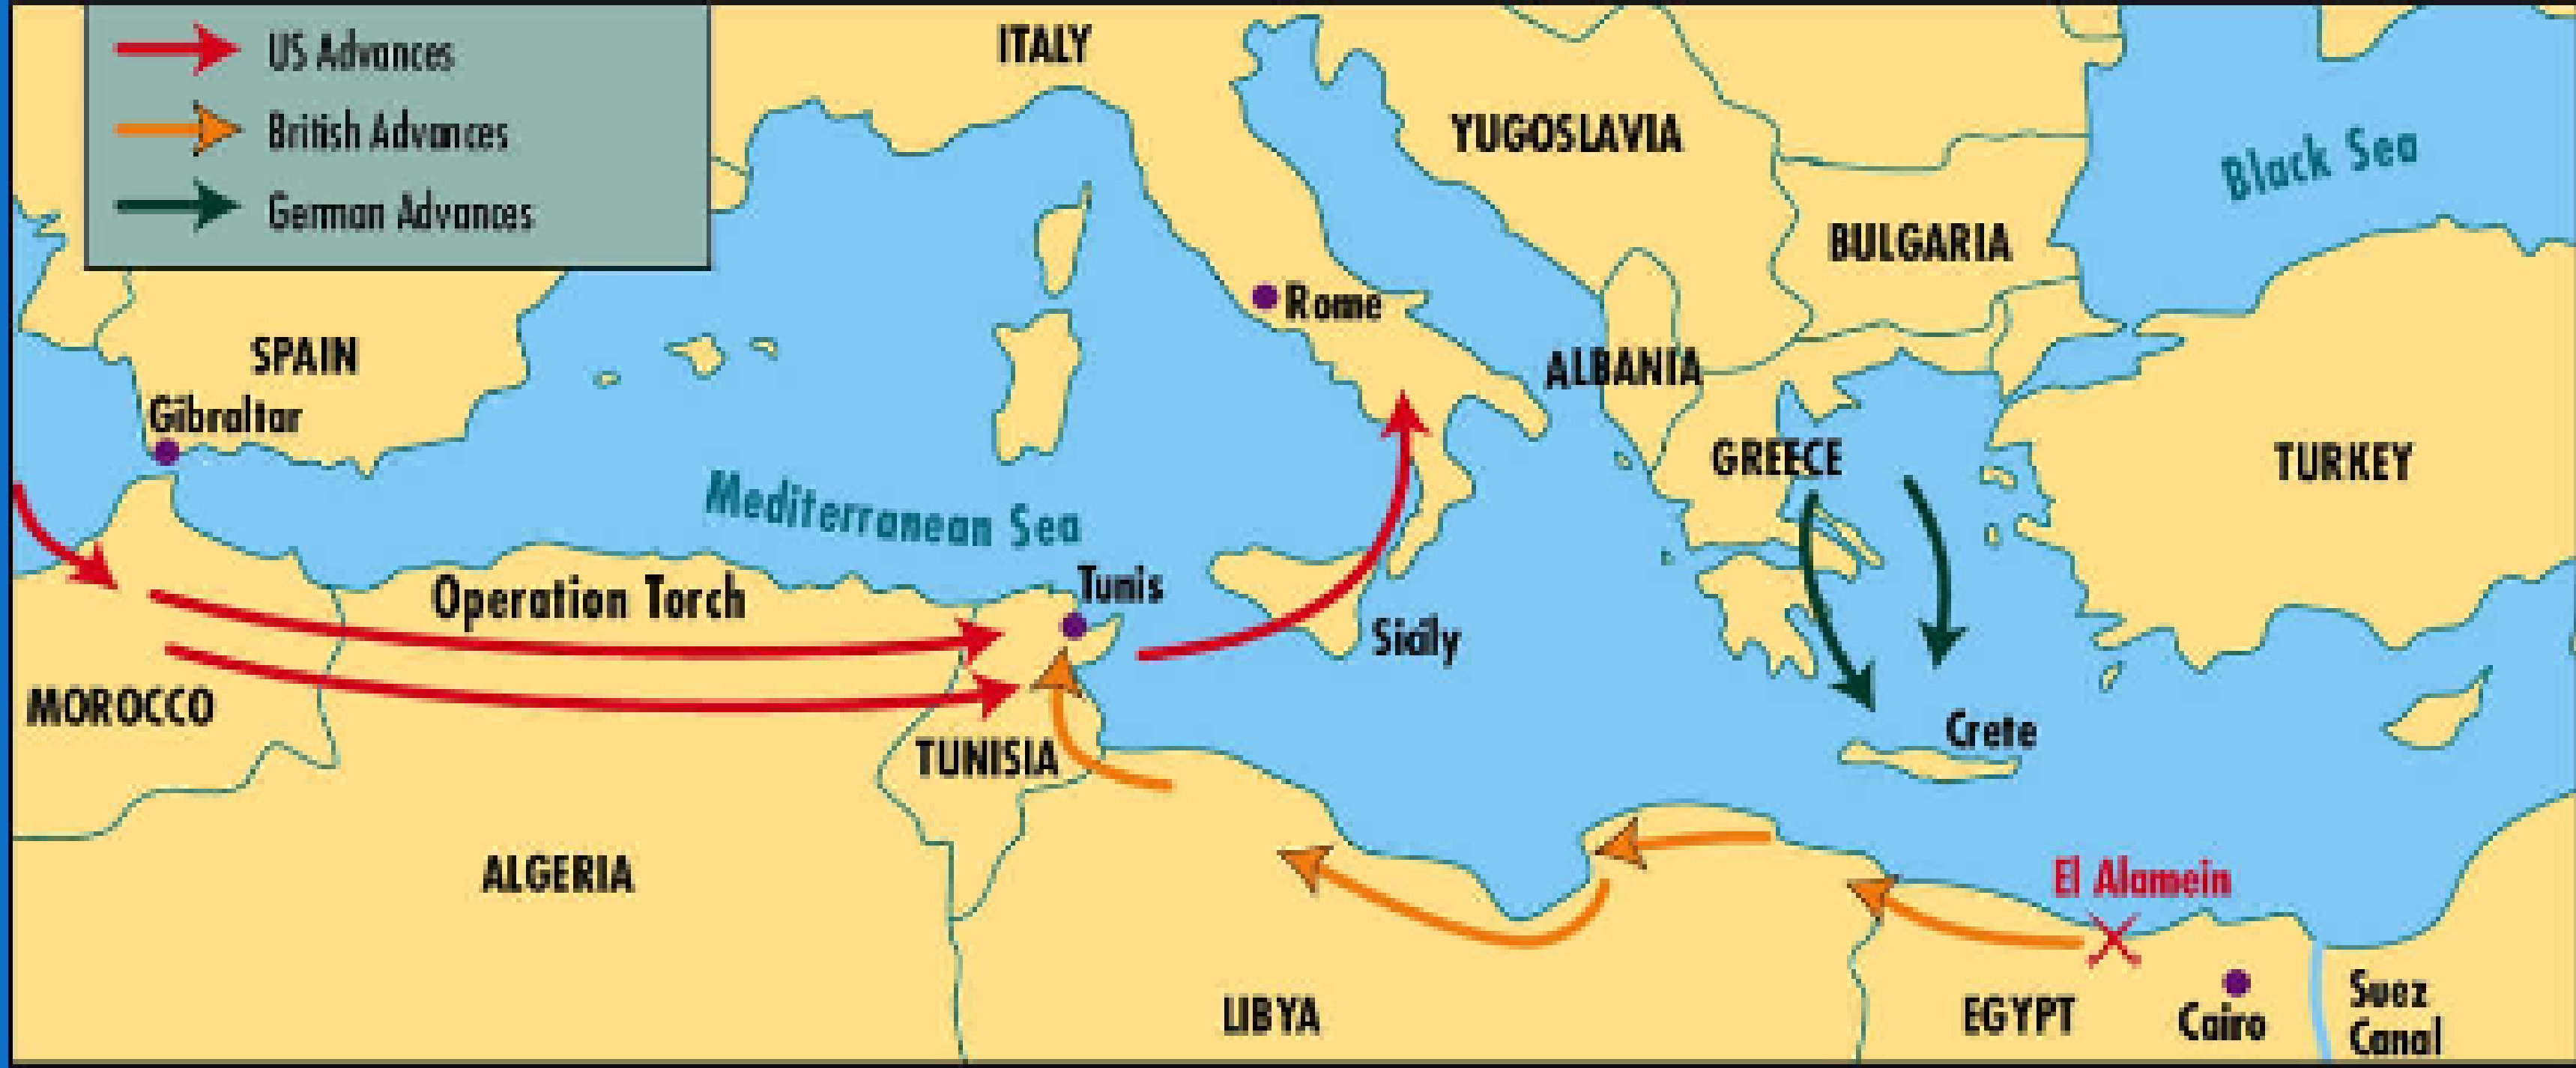 US Advances
British Advances
German Advances
ITALY
YUGOSLAVIA
Black Sea
BULGARIA
Rome
SPAIN
ALBANIA
Gibraltar
GREECE
TURKEY
Mediterranean Sea
Operation Torch
Tunis
Sicily
MOROCCO
TUNISIA
Crete
ALGERIA
El Alamein
LIBYA
EGYPT
Cairo
Suez
Canal